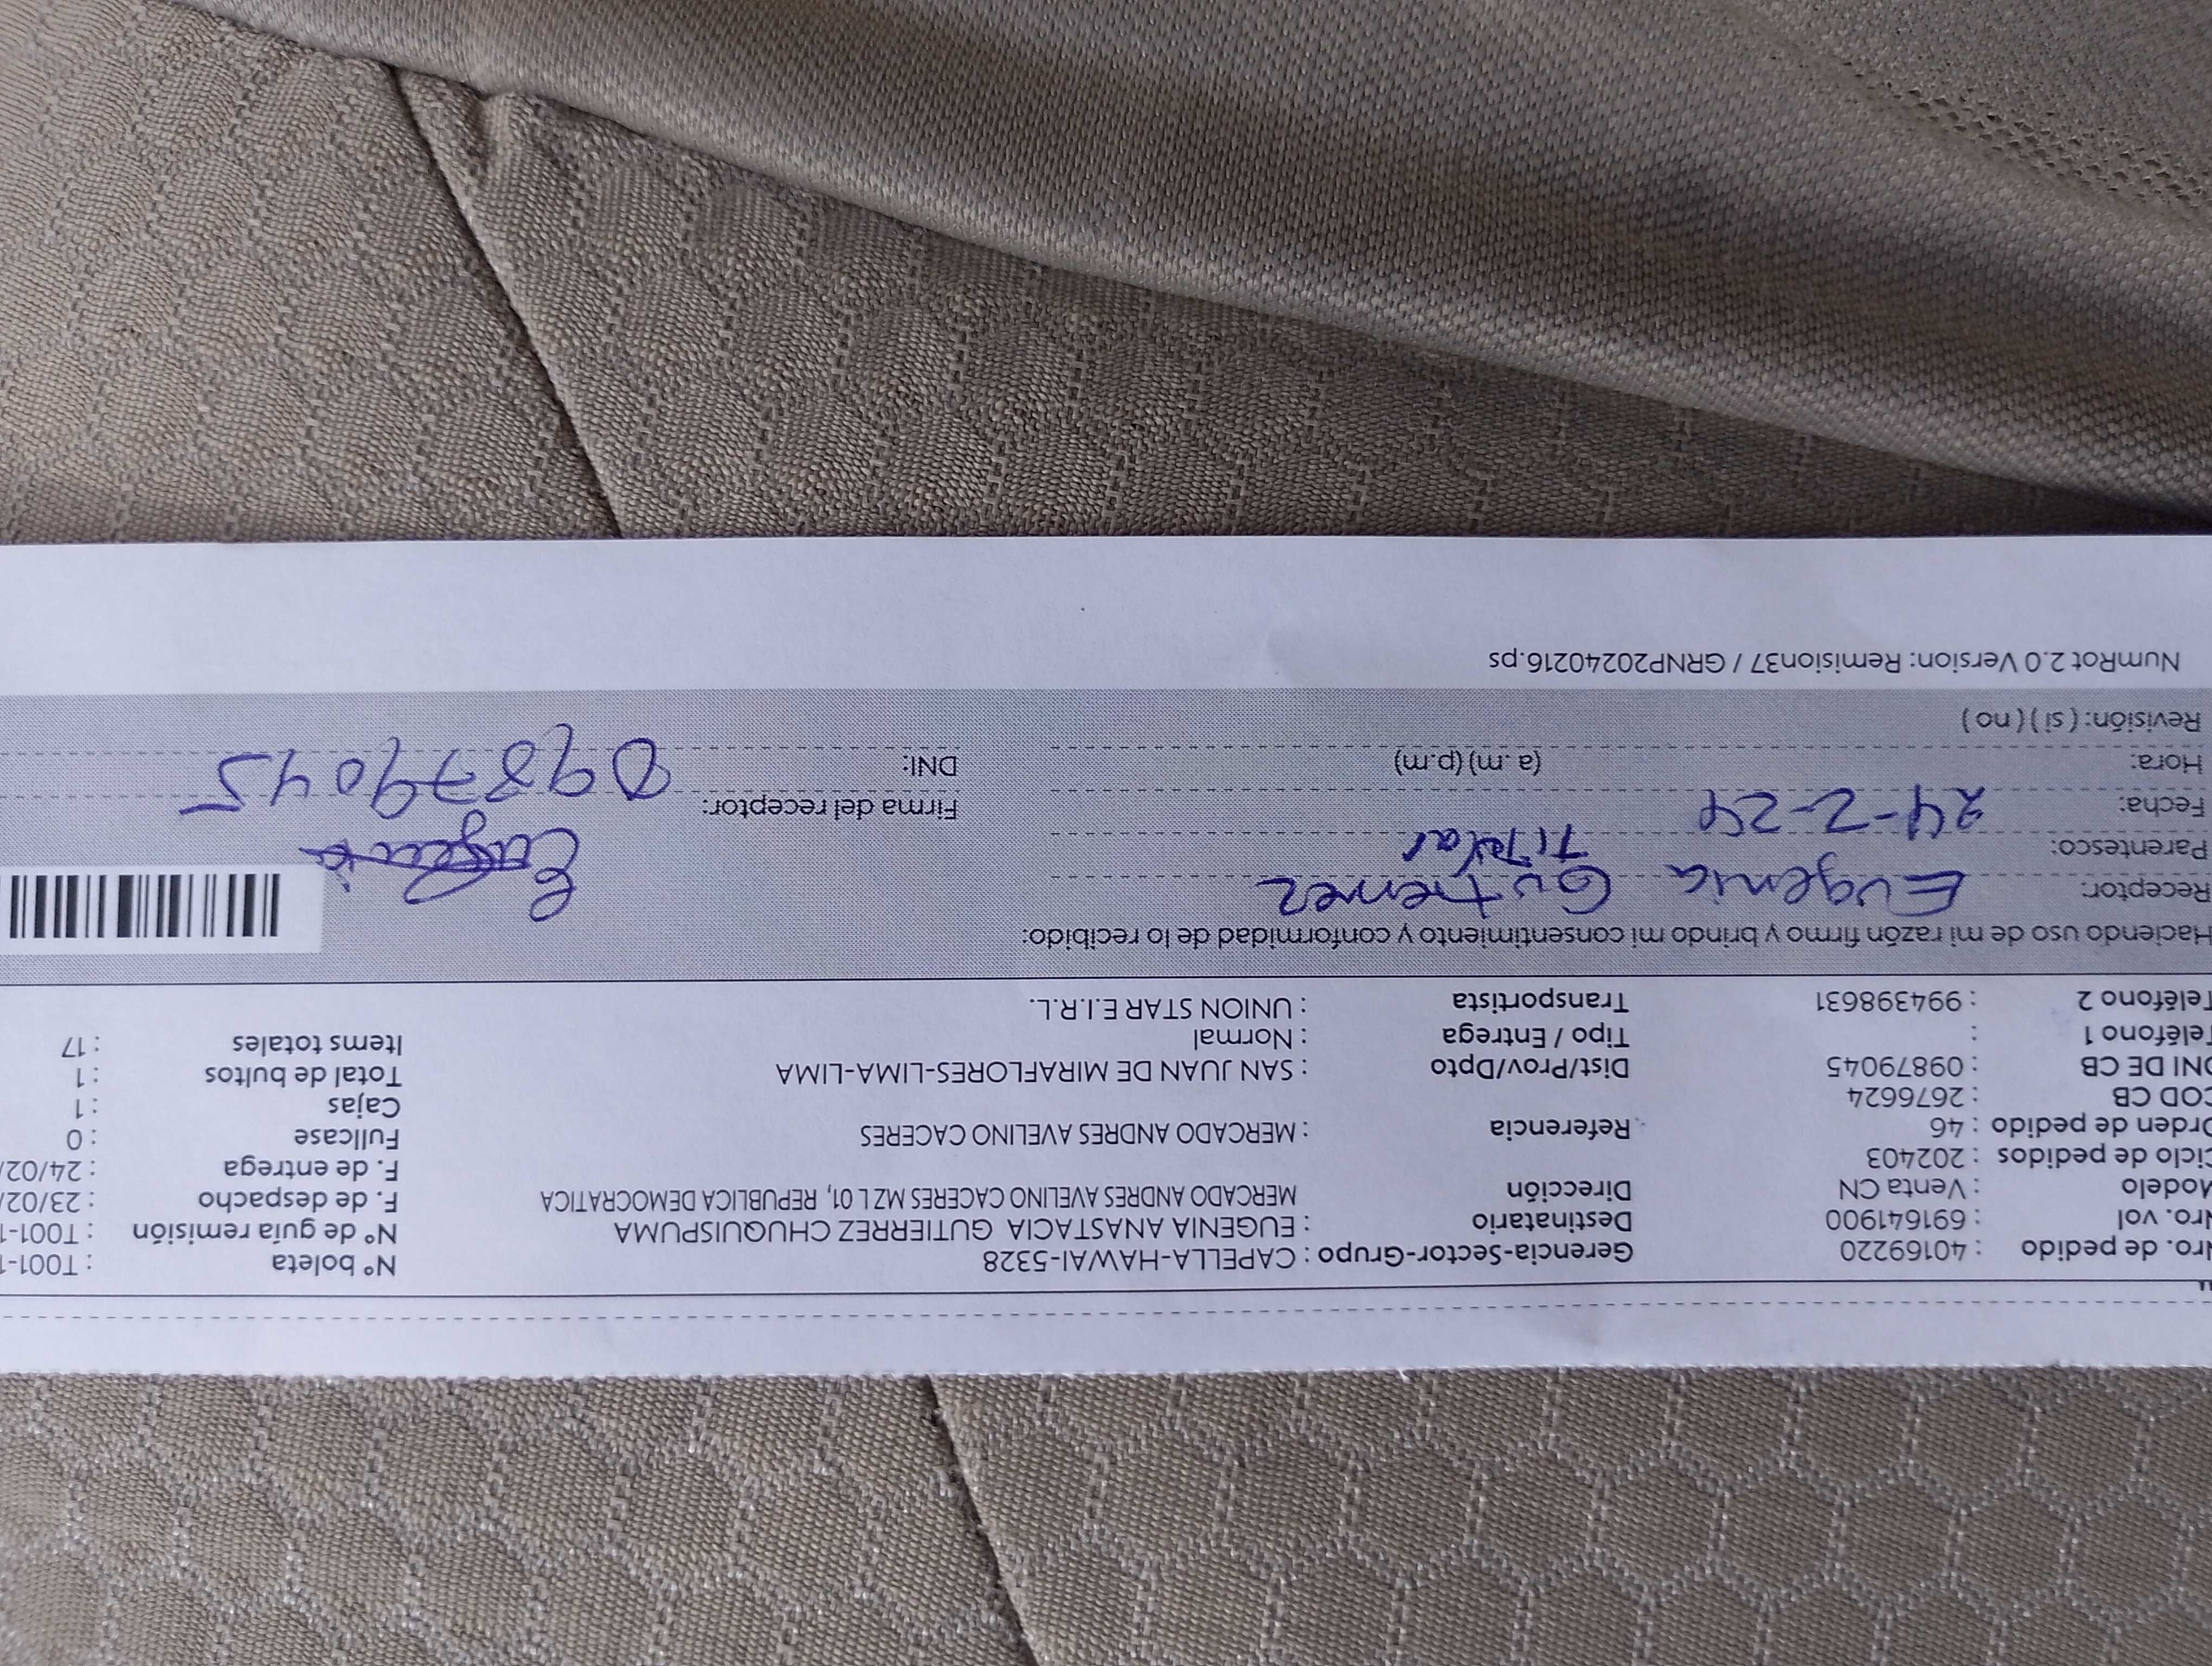 Nro. de pedido : 40169220 Gerencia-Sector-Grupo : CAPELLA-HAWAI-5328 N° boleta : T001-1
Nro. vol : 691641900 Destinatario : EUGENIA ANASTACIA GUTIERREZ CHUQUISPUMA N° de guía remisión : T001-1
Modelo : Venta CN Dirección MERCADO ANDRES AVELINO CACERES MZ L 01, REPUBLICA DEMOCRATICA F. de despacho : 23/02/
Ciclo de pedidos : 202403 F. de entrega : 24/02/
Orden de pedido : 46 Referencia : MERCADO ANDRES AVELINO CACERES Fullcase : 0
COD CB : 2676624 Cajas : 1
DNI DE CB : 09879045 Dist/Prov/Dpto : SAN JUAN DE MIRAFLORES-LIMA-LIMA Total de bultos : 1
Teléfono 1 : Tipo / Entrega : Normal Items totales : 17
Teléfono 2 : 994398631 Transportista : UNION STAR E.I.R.L.
Haciendo uso de mi razón firmo y brindo mi consentimiento y conformidad de lo recibido:
Receptor: Eugenia Gutierrez
Parentesco: Titular
Fecha: 24-2-24 Firma del receptor: Eugenia
Hora: (a .m) (p.m) DNI: 09879045
Revisión: ( si ) ( no )
NumRot 2.0 Version: Remision37 / GRNP20240216.ps